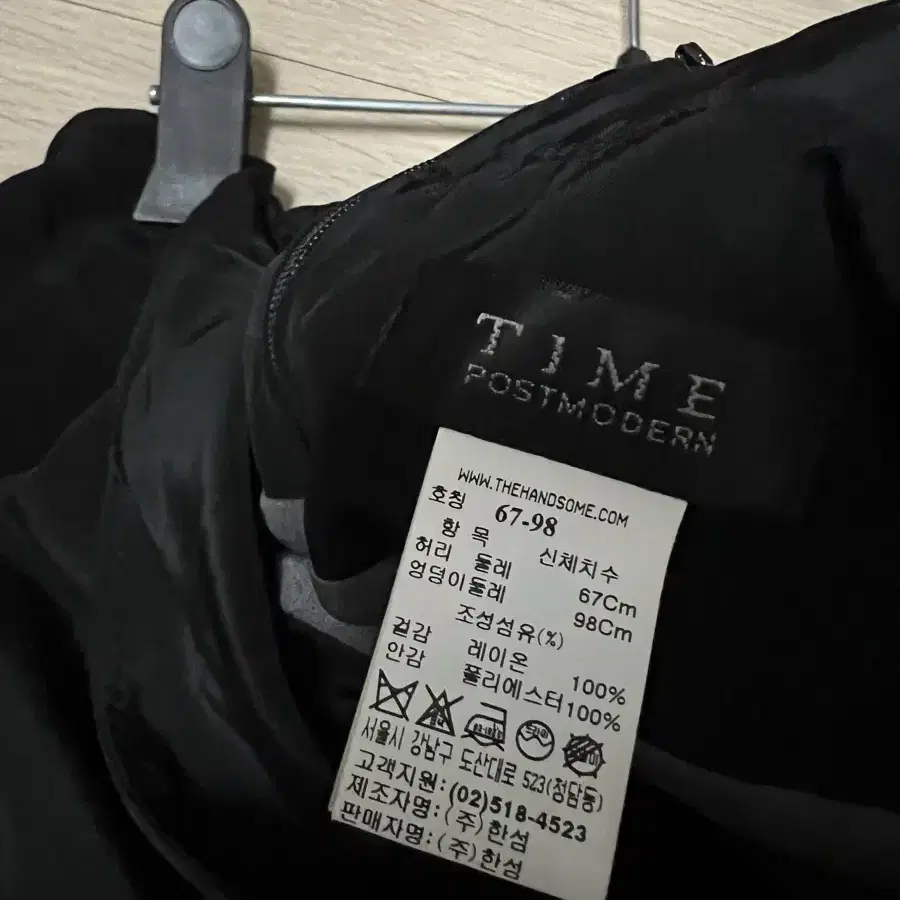 TIME
POSTMODERN
WWW.THEHANDSOME.COM
호칭 67-98
항 목 신체치수
허리 둘레 67Cm
엉덩이둘레 98Cm
조성섬유(%)
겉감 레이온 100%
안감 폴리에스터100%
서울시 강남구 도산대로 523(청담동)
고객지원:(02)518-4523
제조자명:(주)한섬
판매자명:(주)한섬